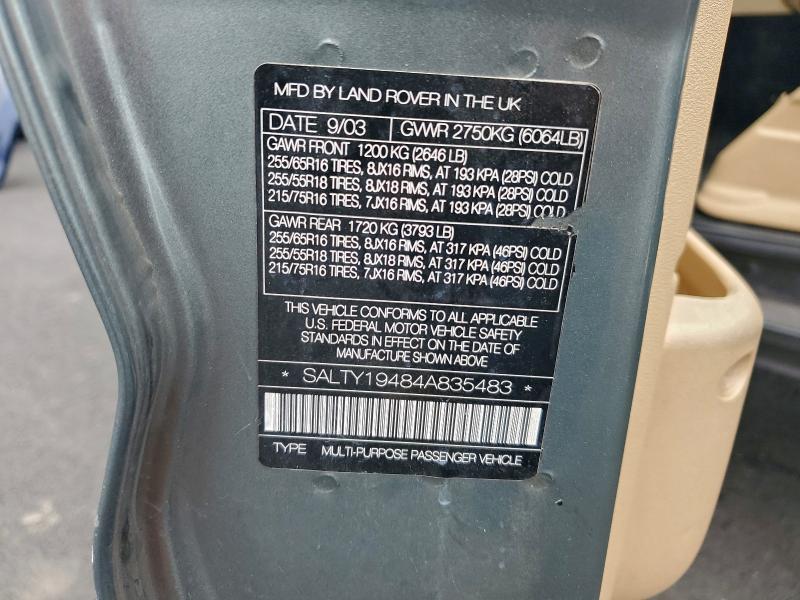 MFD BY LAND ROVER IN THE UK
DATE 9/03 GVWR 2750KG (6064LB)
GAWR FRONT 1200 KG (2646 LB)
255/65R16 TIRES, 8JX16 RIMS, AT 193 KPA (28PSI) COLD
255/55R18 TIRES, 8JX18 RIMS, AT 193 KPA (28PSI) COLD
215/75R16 TIRES, 7JX16 RIMS, AT 193 KPA (28PSI) COLD
GAWR REAR 1720 KG (3793 LB)
255/65R16 TIRES, 8JX16 RIMS, AT 317 KPA (46PSI) COLD
255/55R18 TIRES, 8JX18 RIMS, AT 317 KPA (46PSI) COLD
215/75R16 TIRES, 7JX16 RIMS, AT 317 KPA (46PSI) COLD
THIS VEHICLE CONFORMS TO ALL APPLICABLE
U.S. FEDERAL MOTOR VEHICLE SAFETY
STANDARDS IN EFFECT ON THE DATE OF
MANUFACTURE SHOWN ABOVE
* SALTY19484A835483 *
TYPE MULTI-PURPOSE PASSENGER VEHICLE